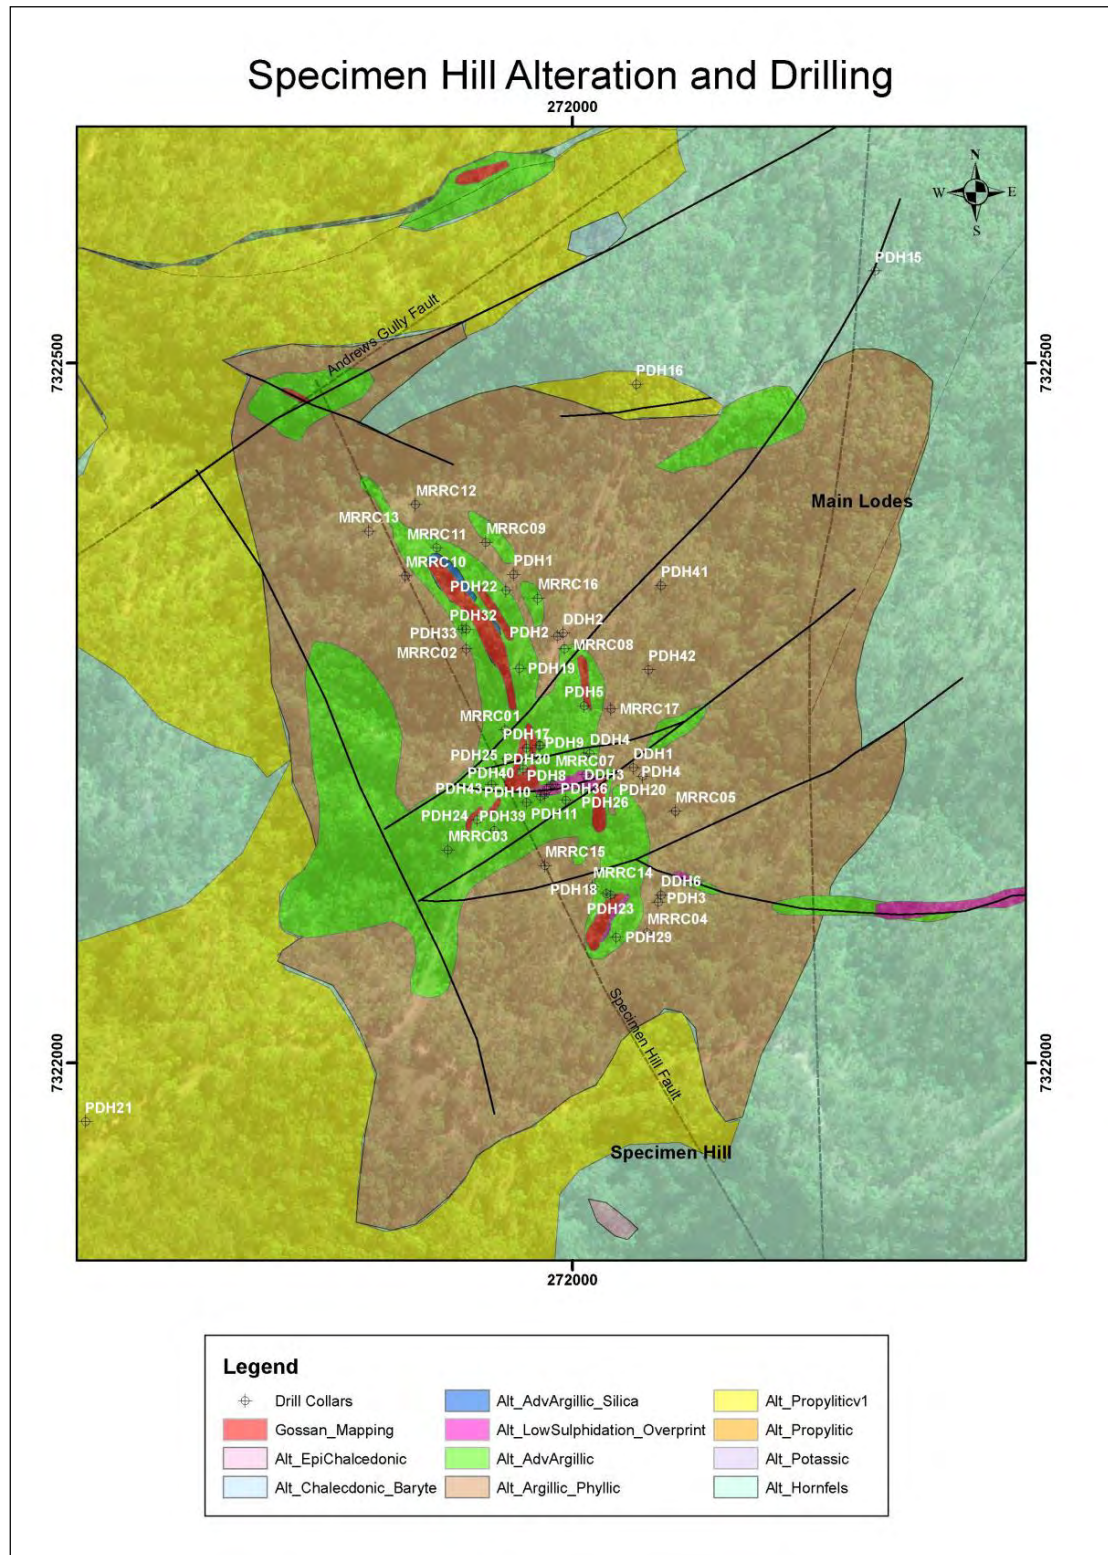 Specimen Hill Alteration and Drilling
272000
N
W E
S
PDH15
Andrews Gully Fault
7322500
7322500
PDH16
Main Lodes
MRRC12
MRRC13
MRRC11
MRRC09
MRRC10
PDH1
PDH41
PDH22
MRRC16
PDH32
PDH33
PDH2
DDH2
MRRC02
MRRC08
PDH19
PDH42
PDH5
MRRC01
MRRC17
PDH17
PDH9
DDH4
PDH25
PDH30
MRRC07
DDH1
PDH40
PDH8
DDH3
PDH4
PDH43
PDH10
PDH36
PDH20
PDH26
MRRC05
PDH24
PDH39
PDH11
MRRC03
MRRC15
MRRC14
PDH18
DDH6
PDH23
PDH3
MRRC04
PDH29
Specimen Hill Fault
7322000
7322000
PDH21
Specimen Hill
272000
Legend
Drill Collars
Gossan_Mapping
Alt_EpiChalcedonic
Alt_Chalecdonic_Baryte
Alt_AdvArgillic_Silica
Alt_LowSulphidation_Overprint
Alt_AdvArgillic
Alt_Argillic_Phyllic
Alt_Propyliticv1
Alt_Propylitic
Alt_Potassic
Alt_Hornfels